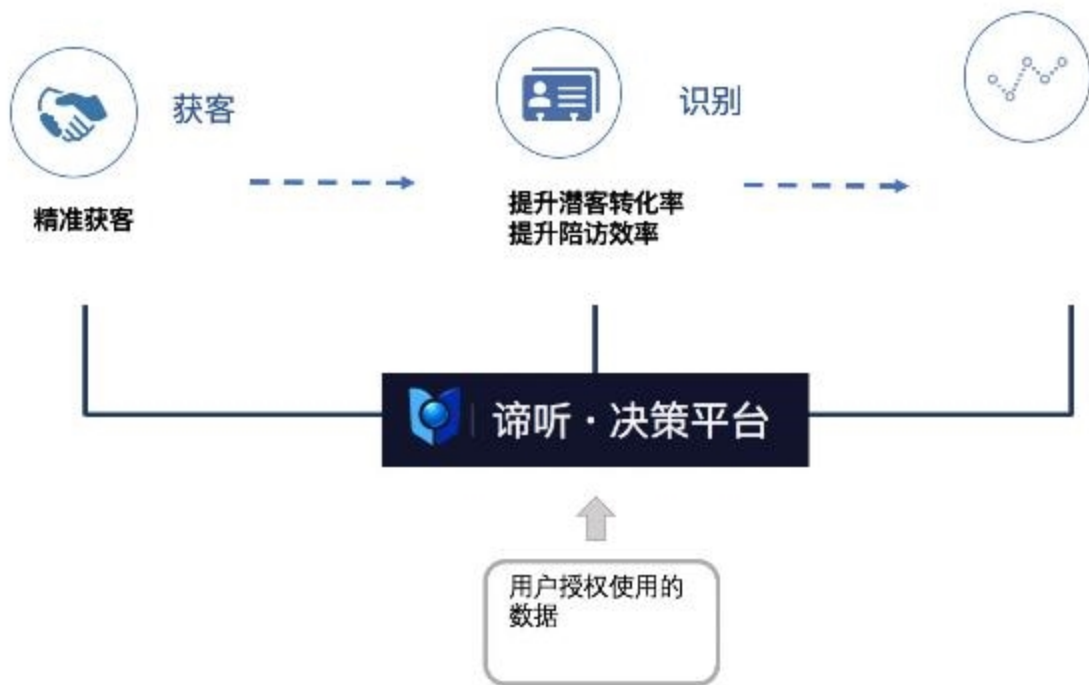 获客
识别
精准获客
提升潜客转化率
提升陪访效率
谛听·决策平台
用户授权使用的
数据